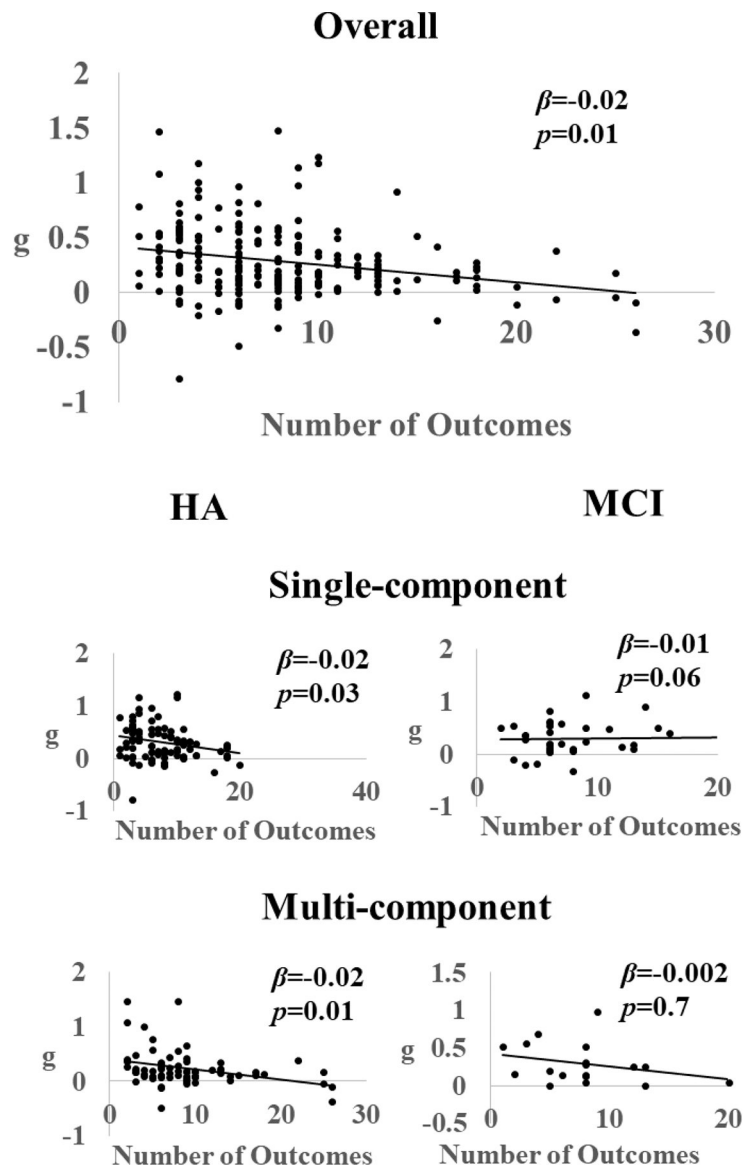 Overall
2
1.5
1
0.5
0
-0.5
-1
g
β=-0.02
p=0.01
0 10 20 30
Number of Outcomes
HA MCI
Single-component
2
1
0
-1
g
β=-0.02
p=0.03
0 20 40
Number of Outcomes
2
1
0
-1
g
β=-0.01
p=0.06
0 10 20
Number of Outcomes
Multi-component
2
1
0
-1
g
β=-0.02
p=0.01
0 10 20 30
Number of Outcomes
1.5
1
0.5
0
-0.5
g
β=-0.002
p=0.7
0 10 20
Number of Outcomes